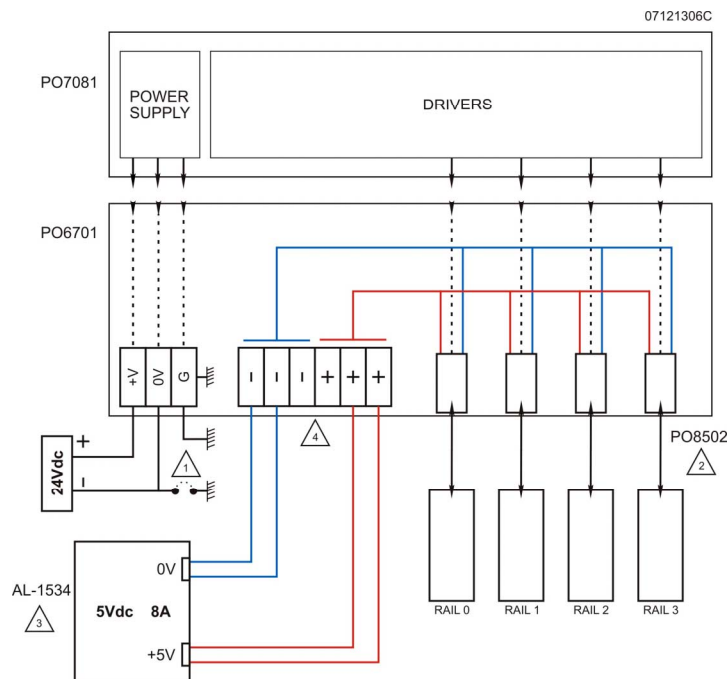 07121306C
PO7081
POWER
SUPPLY
DRIVERS
PO6701
+V
0V
G
–
–
–
+
+
+
4
PO8502
2
24Vdc
+
–
1
AL-1534
3
5Vdc 8A
0V
+5V
RAIL 0
RAIL 1
RAIL 2
RAIL 3